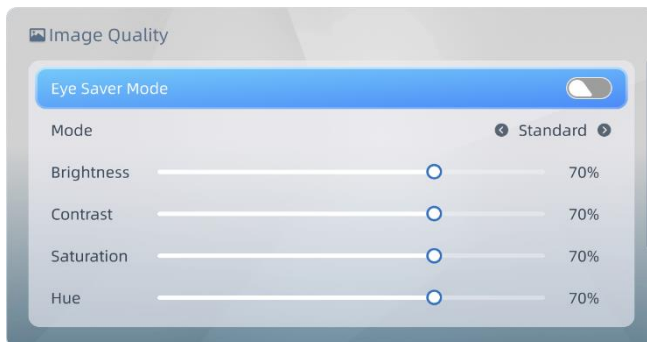 Image Quality
Eye Saver Mode
Mode Standard
Brightness 70%
Contrast 70%
Saturation 70%
Hue 70%